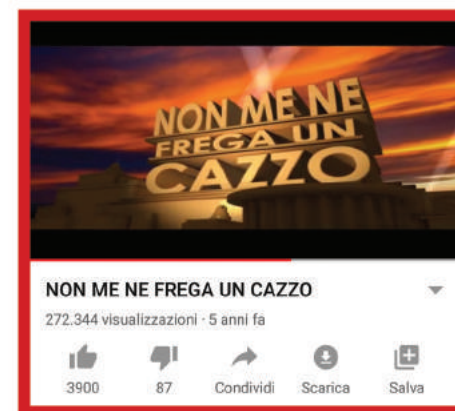 NON ME NE
FREGA UN
CAZZO
NON ME NE FREGA UN CAZZO
272.344 visualizzazioni · 5 anni fa
3900 87 Condividi Scarica Salva